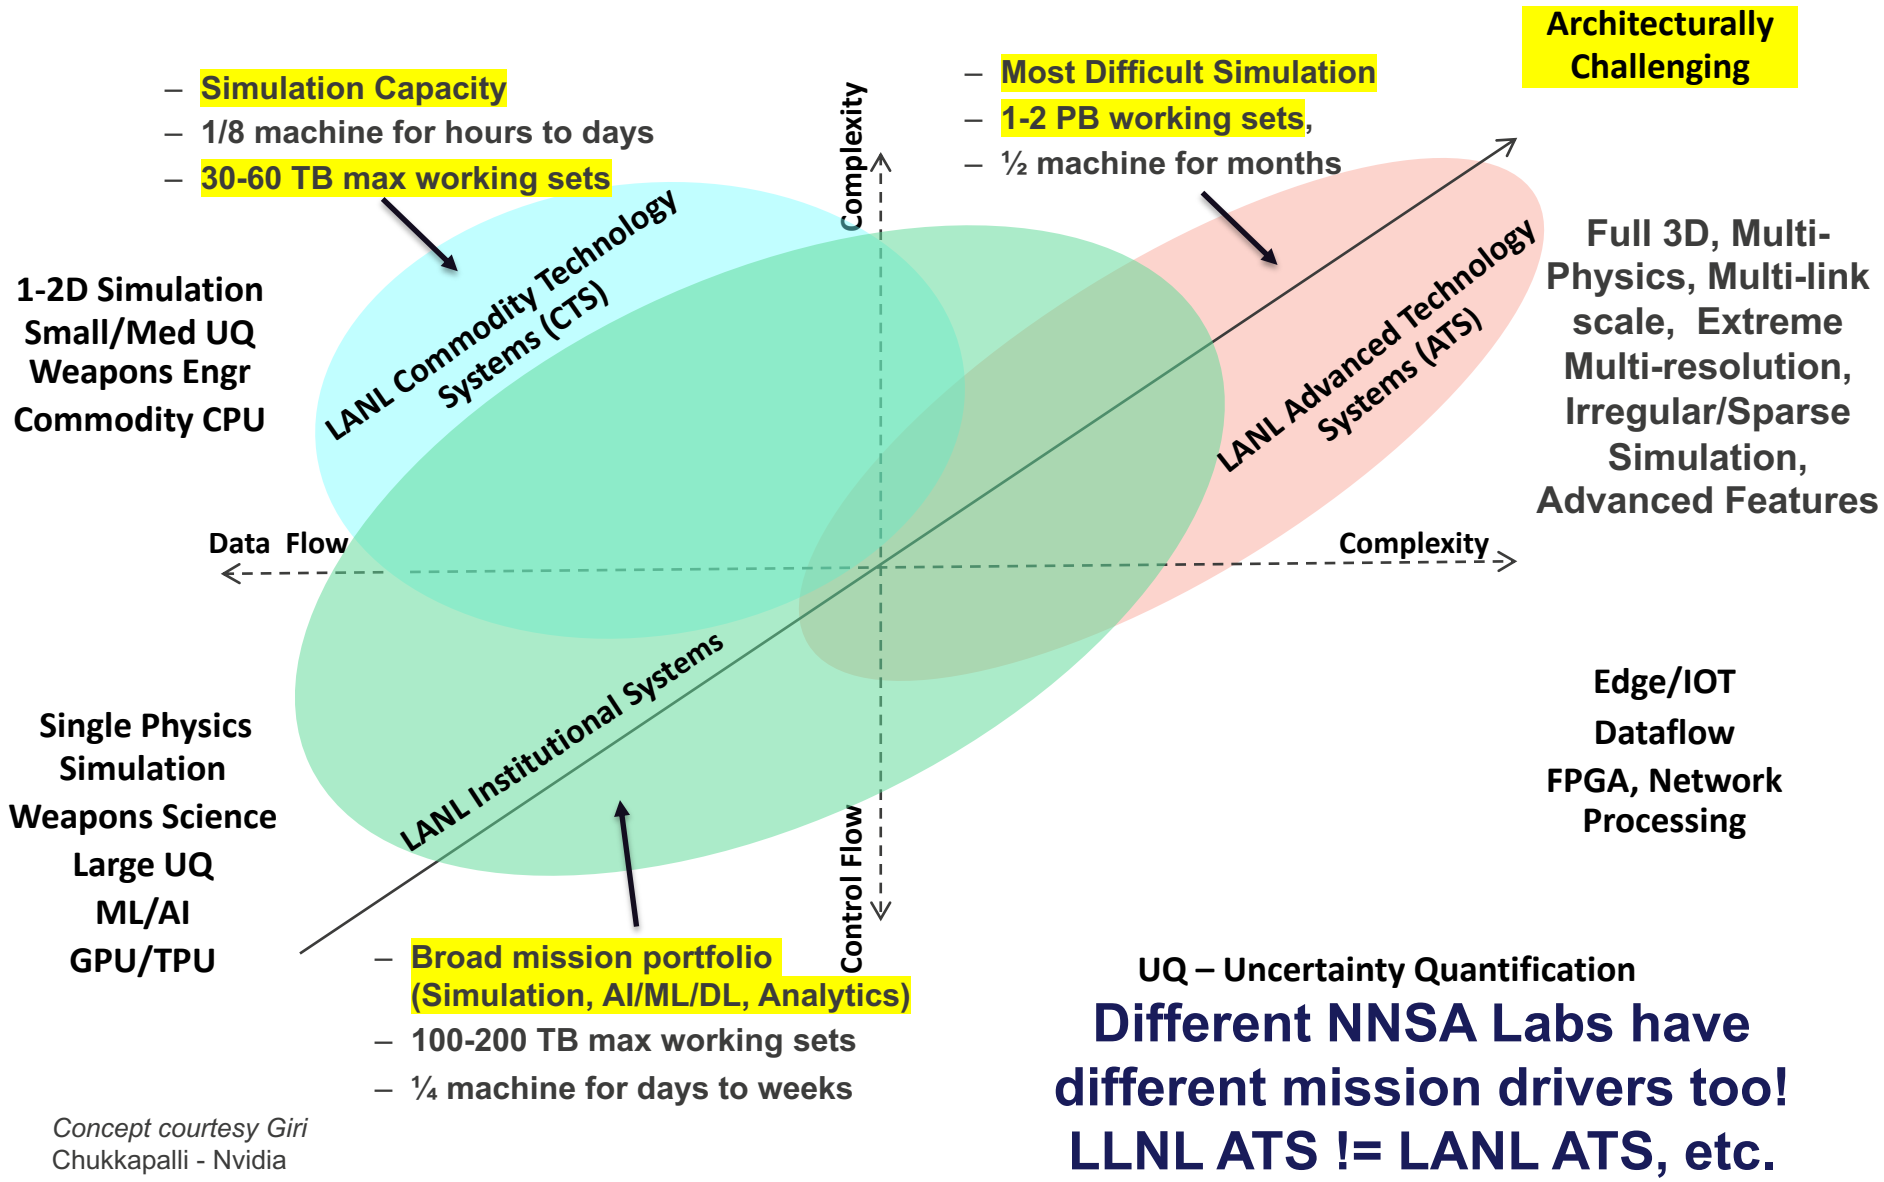 Architecturally
Challenging
– Simulation Capacity
– 1/8 machine for hours to days
– 30-60 TB max working sets
– Most Difficult Simulation
– 1-2 PB working sets,
– ½ machine for months
Complexity
LANL Commodity Technology
Systems (CTS)
LANL Advanced Technology
Systems (ATS)
1-2D Simulation
Small/Med UQ
Weapons Engr
Commodity CPU
Full 3D, Multi-
Physics, Multi-link
scale, Extreme
Multi-resolution,
Irregular/Sparse
Simulation,
Advanced Features
Data Flow
Complexity
LANL Institutional Systems
Single Physics
Simulation
Weapons Science
Large UQ
ML/AI
GPU/TPU
Edge/IOT
Dataflow
FPGA, Network
Processing
Control Flow
– Broad mission portfolio
(Simulation, AI/ML/DL, Analytics)
– 100-200 TB max working sets
– ¼ machine for days to weeks
UQ – Uncertainty Quantification
Different NNSA Labs have
different mission drivers too!
LLNL ATS != LANL ATS, etc.
Concept courtesy Giri
Chukkapalli - Nvidia